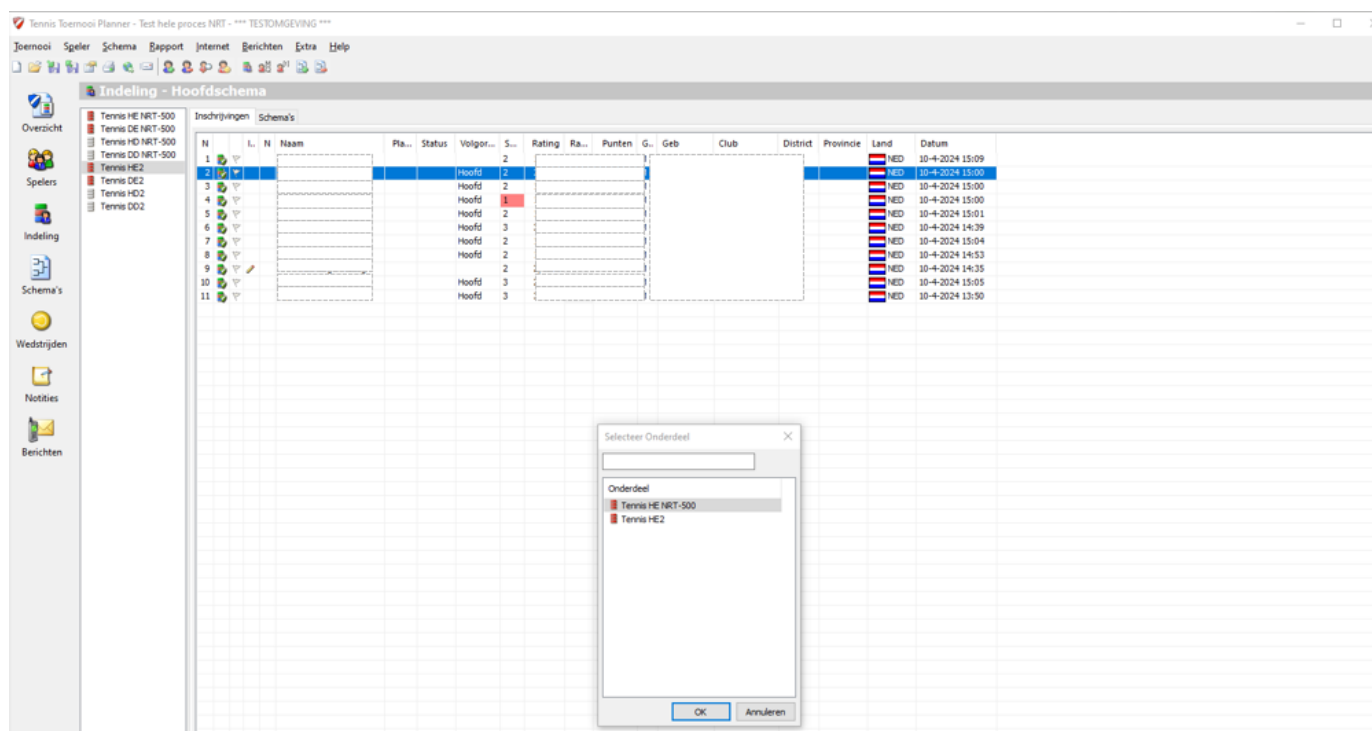 Tennis Toernooi Planner - Test hele proces NRT - *** TESTOMGEVING ***
Toernooi Speler Schema Rapport Internet Berichten Extra Help
Indeling - Hoofdschema
Overzicht
Spelers
Indeling
Schema's
Wedstrijden
Notities
Berichten
Tennis HE NRT-500
Tennis DE NRT-500
Tennis HD NRT-500
Tennis DD NRT-500
Tennis HE2
Tennis DE2
Tennis HD2
Tennis DD2
Inschrijvingen Schema's
N I.. N Naam Pla... Status Volgor... S... Rating Ra... Punten G.. Geb Club District Provincie Land Datum
1 2 NED 10-4-2024 15:09
2 Hoofd 2 NED 10-4-2024 15:00
3 Hoofd 2 NED 10-4-2024 15:00
4 Hoofd 1 NED 10-4-2024 15:00
5 Hoofd 2 NED 10-4-2024 15:01
6 Hoofd 3 NED 10-4-2024 14:39
7 Hoofd 2 NED 10-4-2024 15:04
8 Hoofd 2 NED 10-4-2024 14:53
9 2 NED 10-4-2024 14:35
10 Hoofd 3 NED 10-4-2024 15:05
11 Hoofd 3 NED 10-4-2024 13:50
Selecteer Onderdeel
Onderdeel
Tennis HE NRT-500
Tennis HE2
OK Annuleren